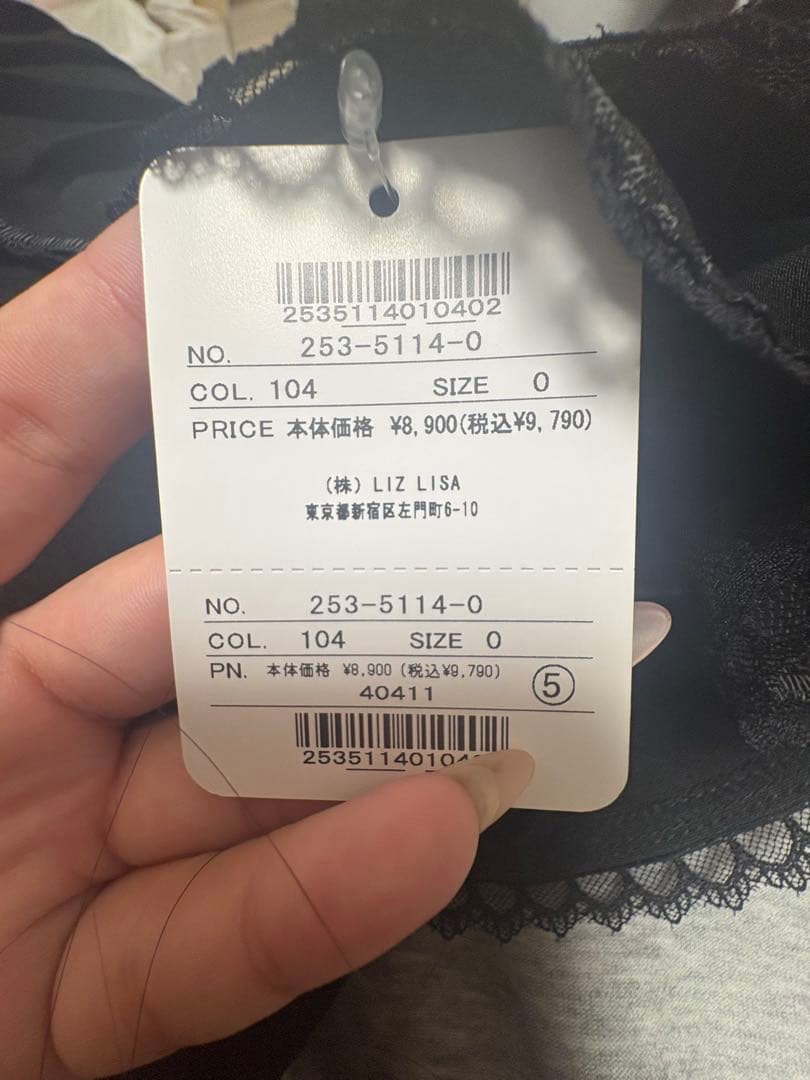 2535114010402
NO. 253-5114-0
COL. 104 SIZE 0
PRICE 本体価格 ¥8,900(税込¥9,790)
(株) LIZ LISA
東京都新宿区左門町6-10
NO. 253-5114-0
COL. 104 SIZE 0
PN. 本体価格 ¥8,900 (税込¥9,790)
40411 ⑤
25351140104